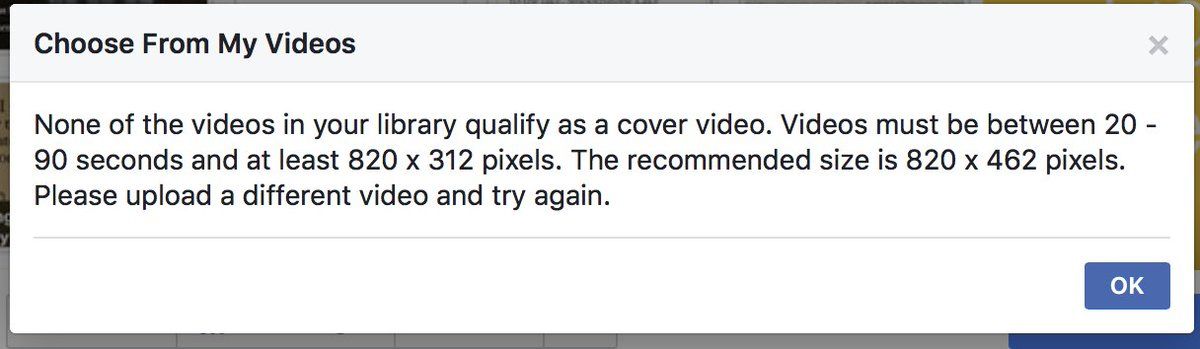 Choose From My Videos
×
None of the videos in your library qualify as a cover video. Videos must be between 20 -
90 seconds and at least 820 x 312 pixels. The recommended size is 820 x 462 pixels.
Please upload a different video and try again.
OK